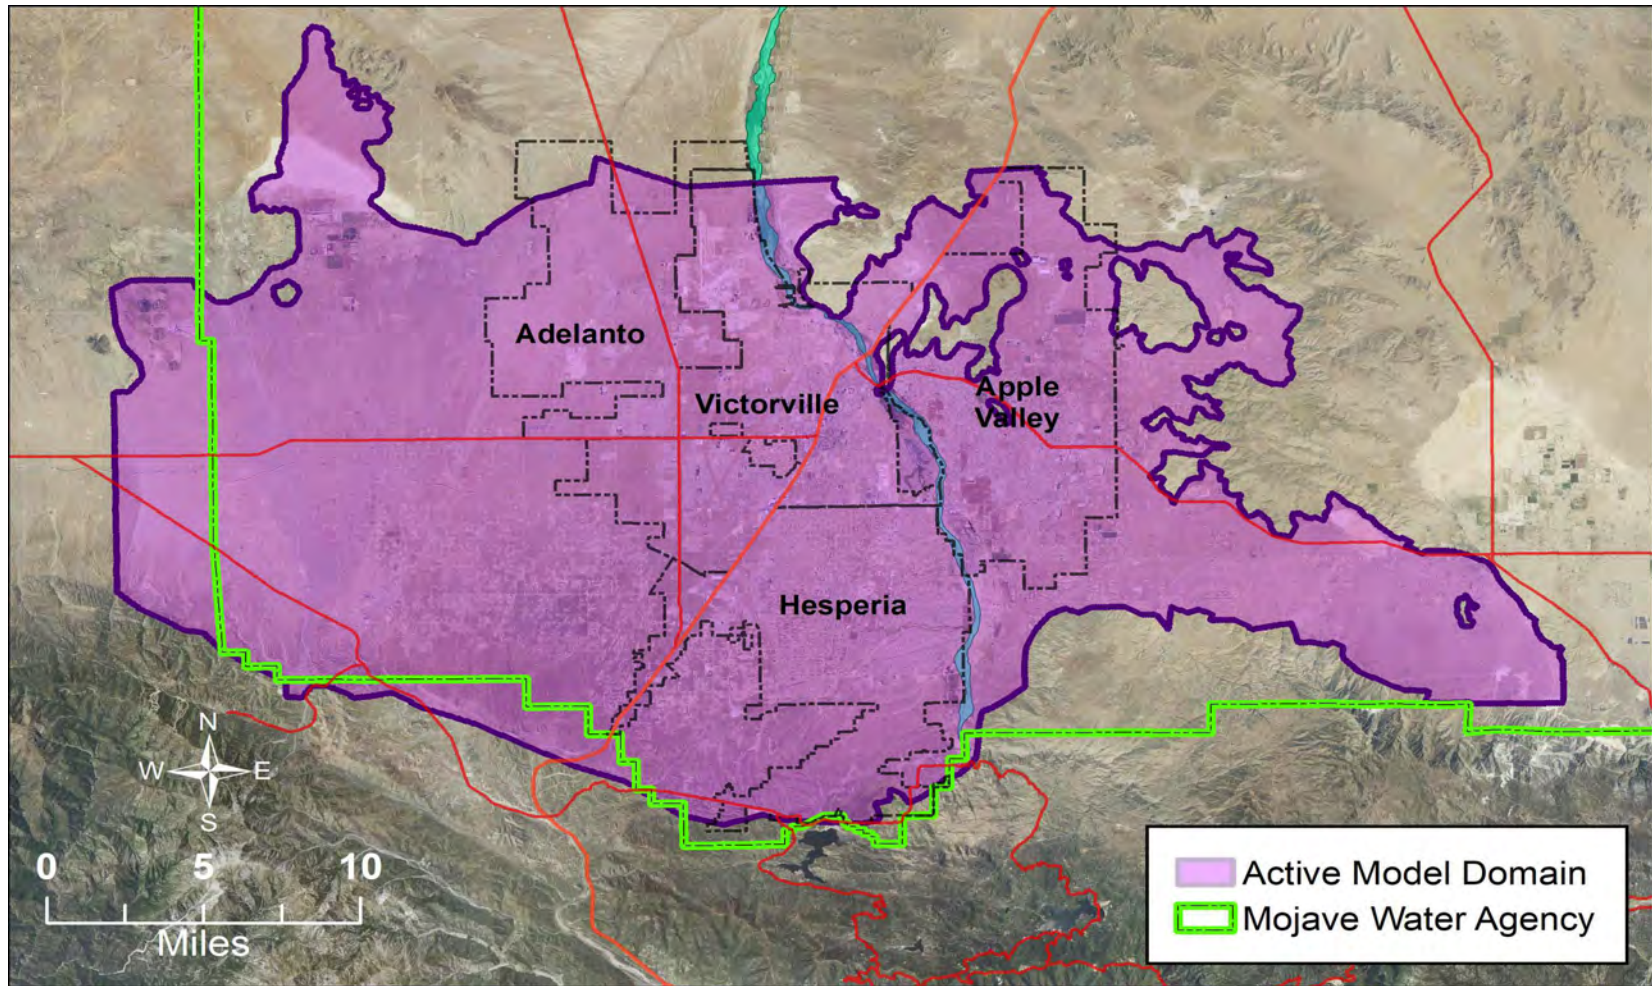 Adelanto
Victorville
Apple
Valley
Hesperia
N
W E
S
0 5 10
Miles
Active Model Domain
Mojave Water Agency